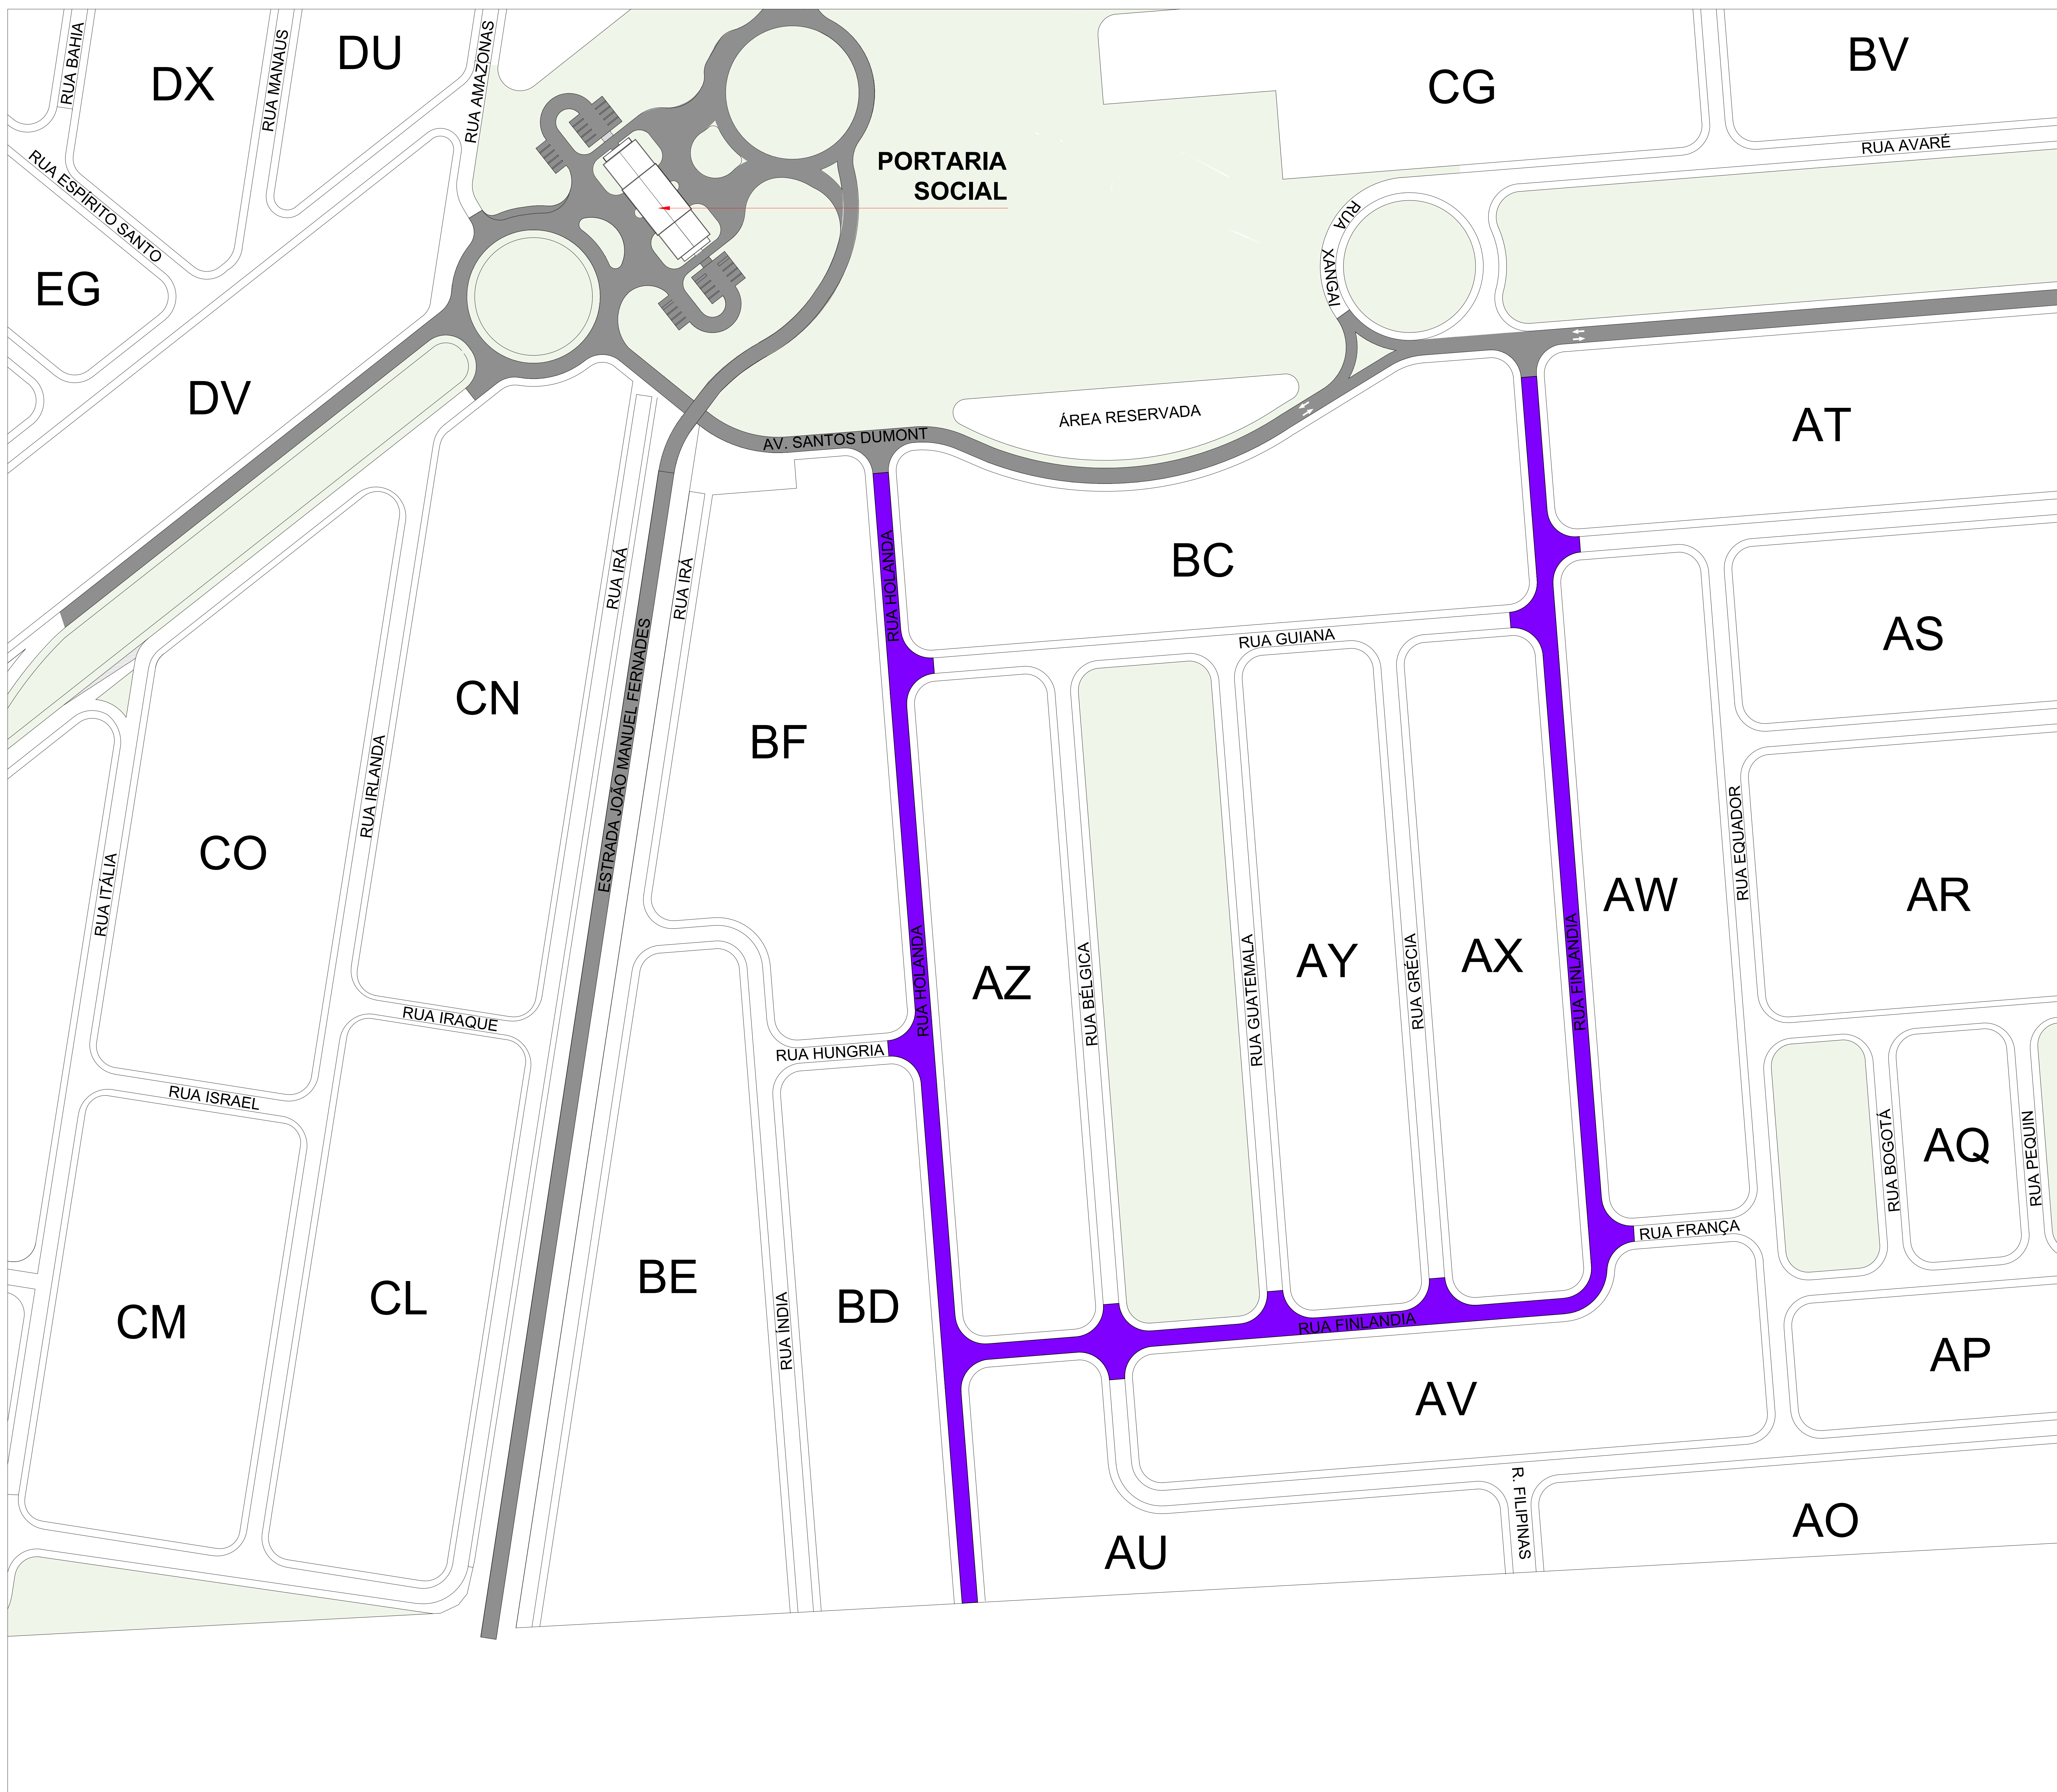 RUA BAHIA
DX
RUA MANAUS
DU
RUA AMAZONAS
CG
BV
RUA AVARÉ
PORTARIA
SOCIAL
RUA ESPÍRITO SANTO
EG
RUA XANGAI
DV
ÁREA RESERVADA
AV. SANTOS DUMONT
AT
RUA IRÁ
RUA IRÁ
RUA HOLANDA
BC
RUA GUIANA
AS
CN
ESTRADA JOÃO MANUEL FERNADES
BF
RUA IRLANDA
CO
RUA ITÁLIA
RUA EQUADOR
AW
AR
RUA HOLANDA
AZ
RUA BÉLGICA
RUA GUATEMALA
AY
RUA GRÉCIA
AX
RUA FINLANDIA
RUA IRAQUE
RUA HUNGRIA
RUA ISRAEL
RUA BOGOTÁ
AQ
RUA PEQUIN
RUA FRANÇA
BE
RUA ÍNDIA
BD
CL
CM
RUA FINLANDIA
AP
AV
R. FILIPINAS
AO
AU